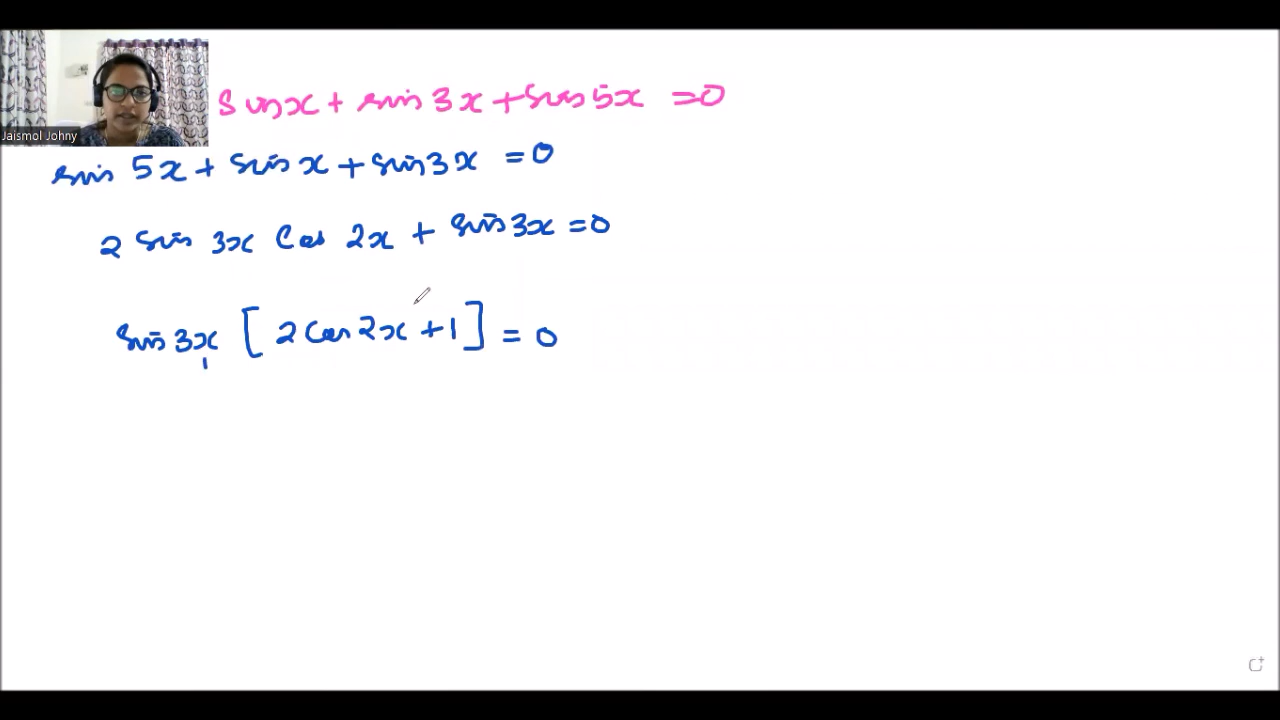 sin x + sin 3x + sin 5x = 0
Jaismol Johny
sin 5x + sin x + sin 3x = 0
2 sin 3x cos 2x + sin 3x = 0
sin 3x [ 2 cos 2x + 1 ] = 0